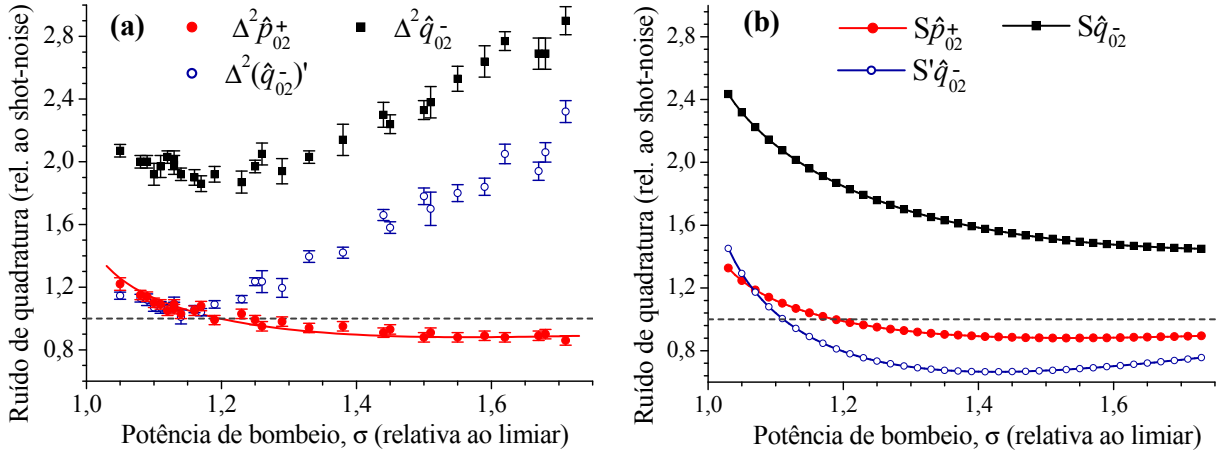 (a)
Δ²p̂₀₂⁺
Δ²q̂₀₂⁻
Δ²(q̂₀₂⁻)'
Ruído de quadratura (rel. ao shot-noise)
2,8
2,4
2,0
1,6
1,2
0,8
1,0 1,2 1,4 1,6
Potência de bombeio, σ (relativa ao limiar)
(b)
Sp̂₀₂⁺
Sq̂₀₂⁻
S'q̂₀₂⁻
Ruído de quadratura (rel. ao shot-noise)
2,8
2,4
2,0
1,6
1,2
0,8
1,0 1,2 1,4 1,6
Potência de bombeio, σ (relativa ao limiar)